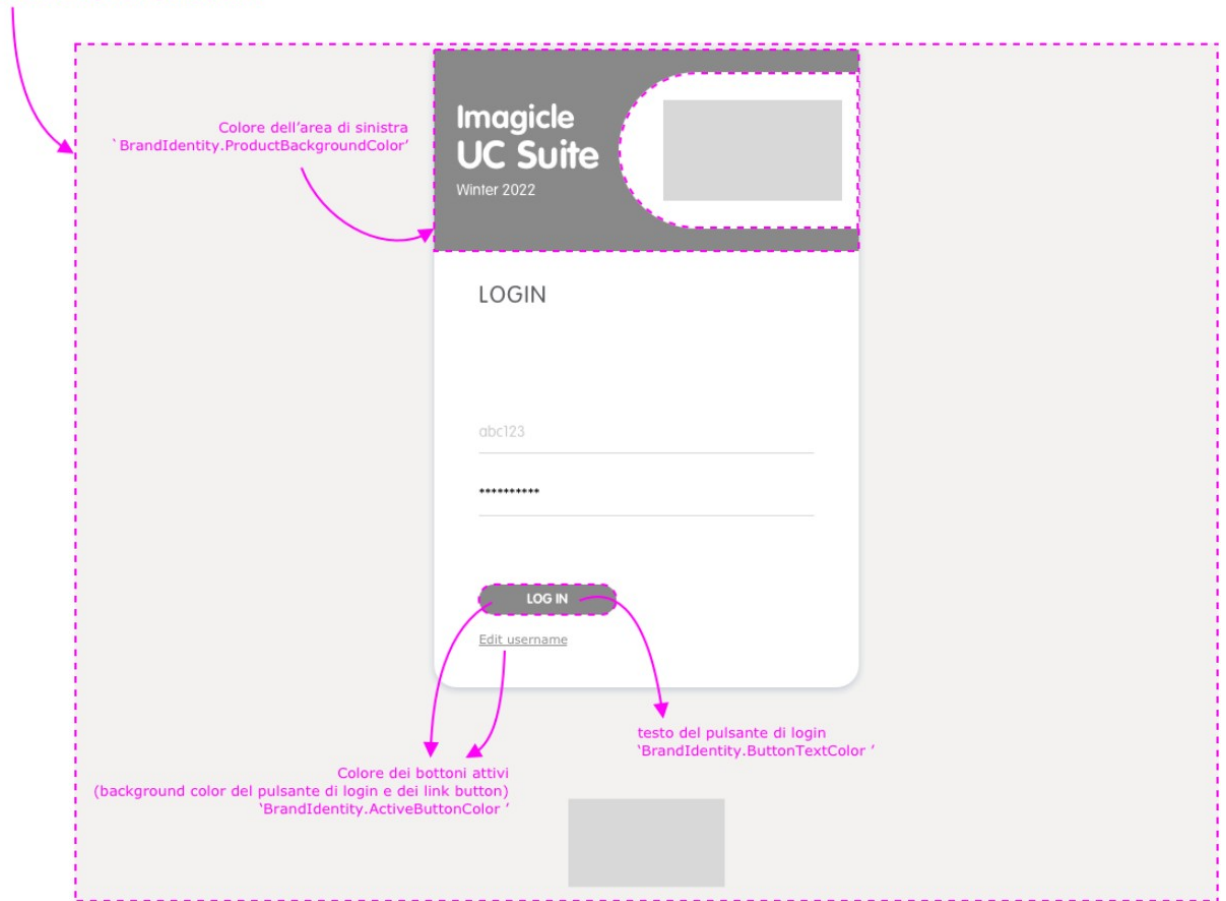 Colore dell'area di sinistra
`BrandIdentity.ProductBackgroundColor'
Imagicle
UC Suite
Winter 2022
LOGIN
abc123
**********
LOG IN
Edit username
testo del pulsante di login
'BrandIdentity.ButtonTextColor '
Colore dei bottoni attivi
(background color del pulsante di login e dei link button)
'BrandIdentity.ActiveButtonColor '